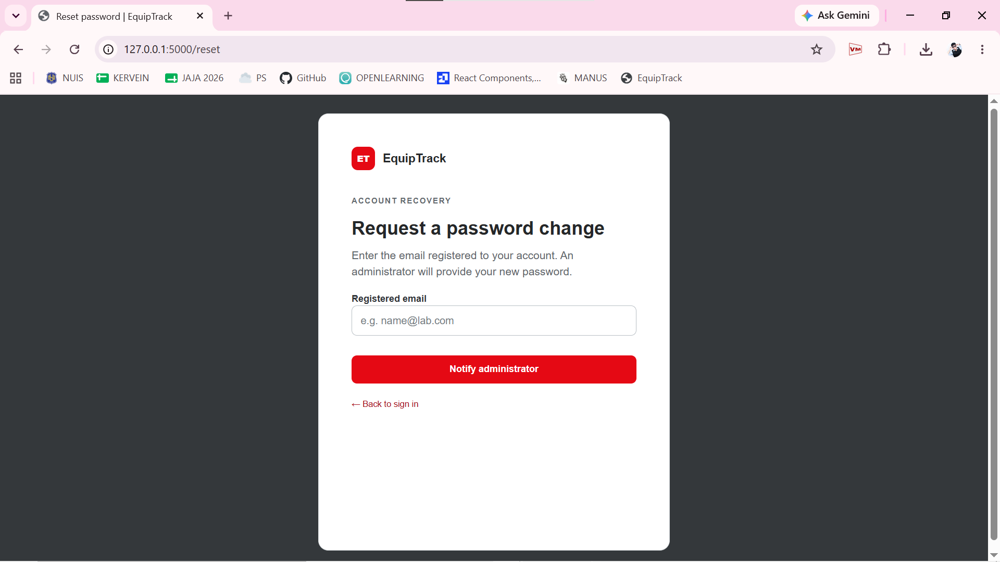 Reset password | EquipTrack
Ask Gemini
127.0.0.1:5000/reset
VM
NUIS
KERVEIN
JAJA 2026
PS
GitHub
OPENLEARNING
React Components,...
MANUS
EquipTrack
ET
EquipTrack
ACCOUNT RECOVERY
Request a password change
Enter the email registered to your account. An
administrator will provide your new password.
Registered email
e.g. name@lab.com
Notify administrator
← Back to sign in